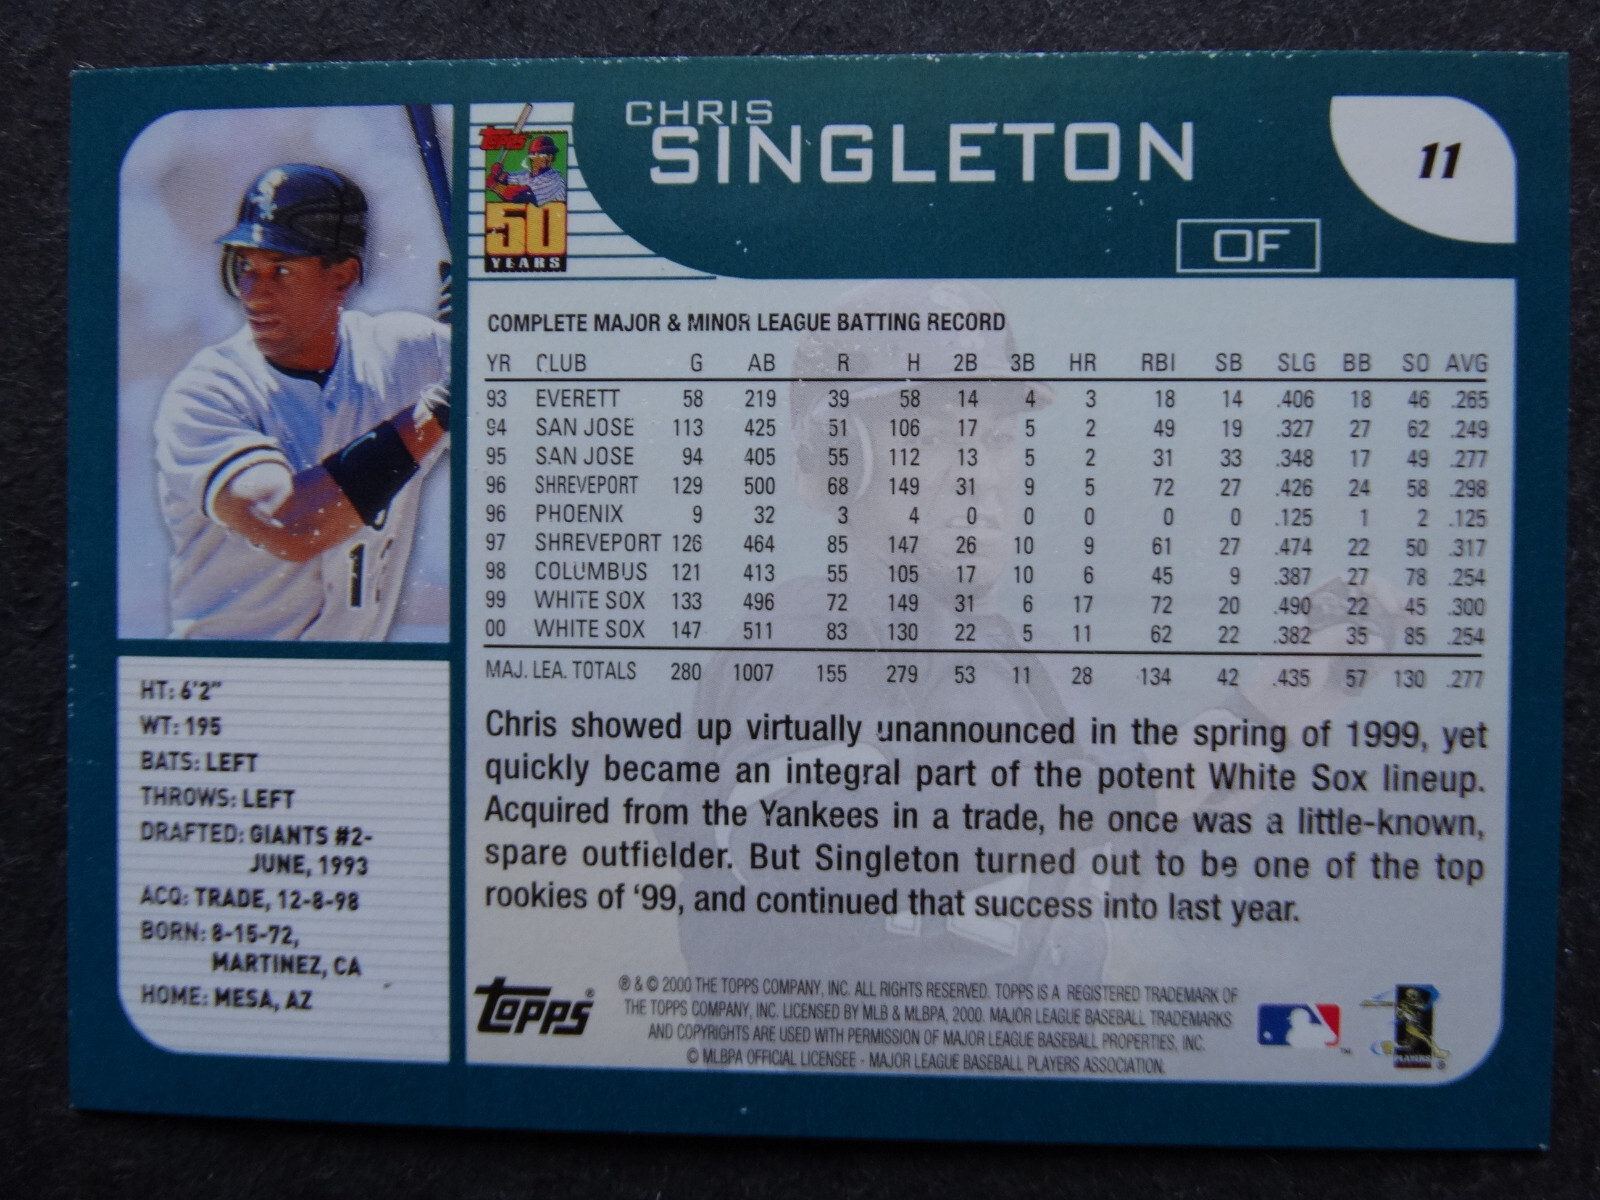 CHRIS
SINGLETON
11
OF
Topps
50
YEARS
COMPLETE MAJOR & MINOR LEAGUE BATTING RECORD
YR CLUB G AB R H 2B 3B HR RBI SB SLG BB SO AVG
93 EVERETT 58 219 39 58 14 4 3 18 14 .406 18 46 .265
94 SAN JOSE 113 425 51 106 17 5 2 49 19 .327 27 62 .249
95 SAN JOSE 94 405 55 112 13 5 2 31 33 .348 17 49 .277
96 SHREVEPORT 129 500 68 149 31 9 5 72 27 .426 24 58 .298
96 PHOENIX 9 32 3 4 0 0 0 0 0 .125 1 2 .125
97 SHREVEPORT 126 464 85 147 26 10 9 61 27 .474 22 50 .317
98 COLUMBUS 121 413 55 105 17 10 6 45 9 .387 27 78 .254
99 WHITE SOX 133 496 72 149 31 6 17 72 20 .490 22 45 .300
00 WHITE SOX 147 511 83 130 22 5 11 62 22 .382 35 85 .254
MAJ. LEA. TOTALS 280 1007 155 279 53 11 28 134 42 .435 57 130 .277
Chris showed up virtually unannounced in the spring of 1999, yet
quickly became an integral part of the potent White Sox lineup.
Acquired from the Yankees in a trade, he once was a little-known,
spare outfielder. But Singleton turned out to be one of the top
rookies of ‘99, and continued that success into last year.
HT: 6'2"
WT: 195
BATS: LEFT
THROWS: LEFT
DRAFTED: GIANTS #2-
JUNE, 1993
ACQ: TRADE, 12-8-98
BORN: 8-15-72,
MARTINEZ, CA
HOME: MESA, AZ
Topps®
® & © 2000 THE TOPPS COMPANY, INC. ALL RIGHTS RESERVED. TOPPS IS A REGISTERED TRADEMARK OF
THE TOPPS COMPANY, INC. LICENSED BY MLB & MLBPA, 2000. MAJOR LEAGUE BASEBALL TRADEMARKS
AND COPYRIGHTS ARE USED WITH PERMISSION OF MAJOR LEAGUE BASEBALL PROPERTIES, INC.
© MLBPA OFFICIAL LICENSEE - MAJOR LEAGUE BASEBALL PLAYERS ASSOCIATION.
™
PLAYERS
®